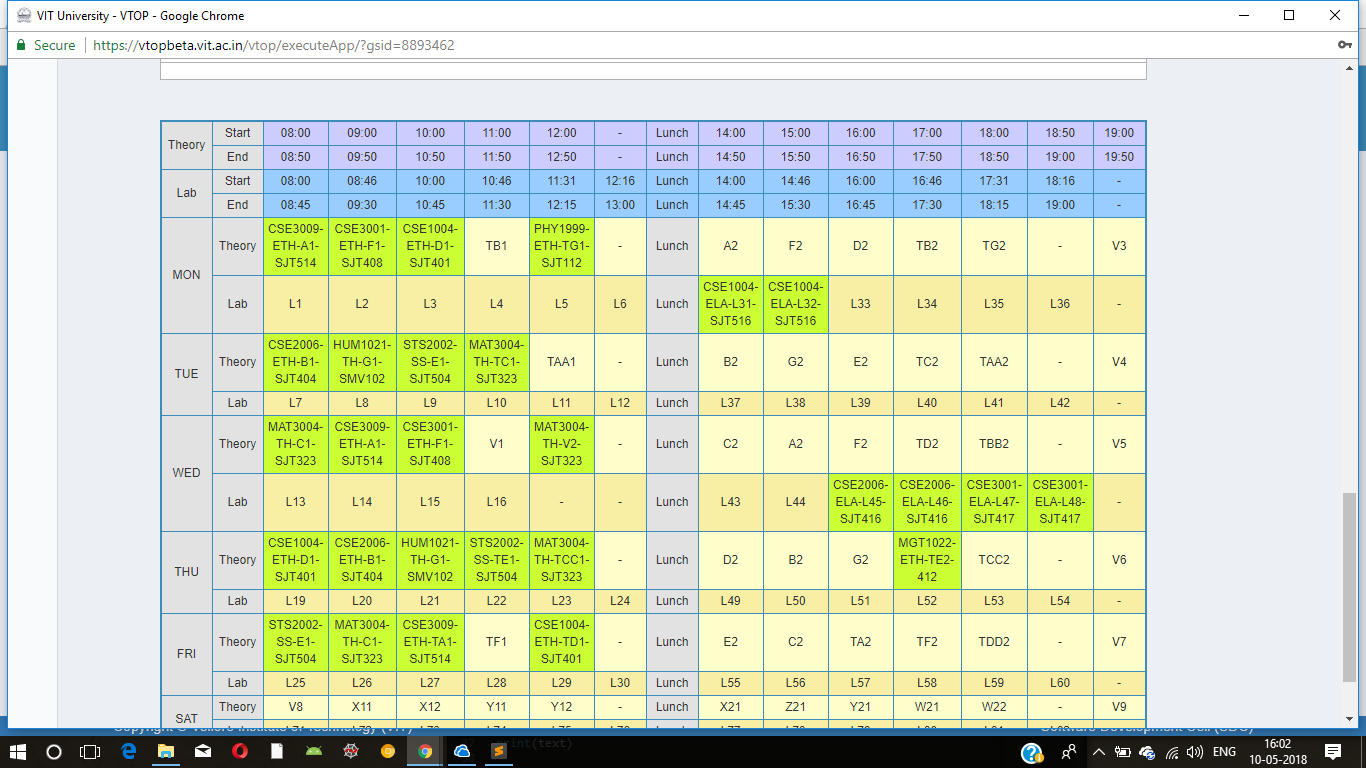 VIT University - VTOP - Google Chrome
Secure https://vtopbeta.vit.ac.in/vtop/executeApp/?gsid=8893462
Theory Start 08:00 09:00 10:00 11:00 12:00 - Lunch 14:00 15:00 16:00 17:00 18:00 18:50 19:00
End 08:50 09:50 10:50 11:50 12:50 - Lunch 14:50 15:50 16:50 17:50 18:50 19:00 19:50
Lab Start 08:00 08:46 10:00 10:46 11:31 12:16 Lunch 14:00 14:46 16:00 16:46 17:31 18:16 -
End 08:45 09:30 10:45 11:30 12:15 13:00 Lunch 14:45 15:30 16:45 17:30 18:15 19:00 -
MON Theory CSE3009-ETH-A1-SJT514 CSE3001-ETH-F1-SJT408 CSE1004-ETH-D1-SJT401 TB1 PHY1999-ETH-TG1-SJT112 - Lunch A2 F2 D2 TB2 TG2 - V3
Lab L1 L2 L3 L4 L5 L6 Lunch CSE1004-ELA-L31-SJT516 CSE1004-ELA-L32-SJT516 L33 L34 L35 L36 -
TUE Theory CSE2006-ETH-B1-SJT404 HUM1021-TH-G1-SMV102 STS2002-SS-E1-SJT504 MAT3004-TH-TC1-SJT323 TAA1 - Lunch B2 G2 E2 TC2 TAA2 - V4
Lab L7 L8 L9 L10 L11 L12 Lunch L37 L38 L39 L40 L41 L42 -
WED Theory MAT3004-TH-C1-SJT323 CSE3009-ETH-A1-SJT514 CSE3001-ETH-F1-SJT408 V1 MAT3004-TH-V2-SJT323 - Lunch C2 A2 F2 TD2 TBB2 - V5
Lab L13 L14 L15 L16 - - Lunch L43 L44 CSE2006-ELA-L45-SJT416 CSE2006-ELA-L46-SJT416 CSE3001-ELA-L47-SJT417 CSE3001-ELA-L48-SJT417 -
THU Theory CSE1004-ETH-D1-SJT401 CSE2006-ETH-B1-SJT404 HUM1021-TH-G1-SMV102 STS2002-SS-TE1-SJT504 MAT3004-TH-TCC1-SJT323 - Lunch D2 B2 G2 MGT1022-ETH-TE2-412 TCC2 - V6
Lab L19 L20 L21 L22 L23 L24 Lunch L49 L50 L51 L52 L53 L54 -
FRI Theory STS2002-SS-E1-SJT504 MAT3004-TH-C1-SJT323 CSE3009-ETH-TA1-SJT514 TF1 CSE1004-ETH-TD1-SJT401 - Lunch E2 C2 TA2 TF2 TDD2 - V7
Lab L25 L26 L27 L28 L29 L30 Lunch L55 L56 L57 L58 L59 L60 -
SAT Theory V8 X11 X12 Y11 Y12 - Lunch X21 Z21 Y21 W21 W22 - V9
print(text)
ENG 16:02
10-05-2018